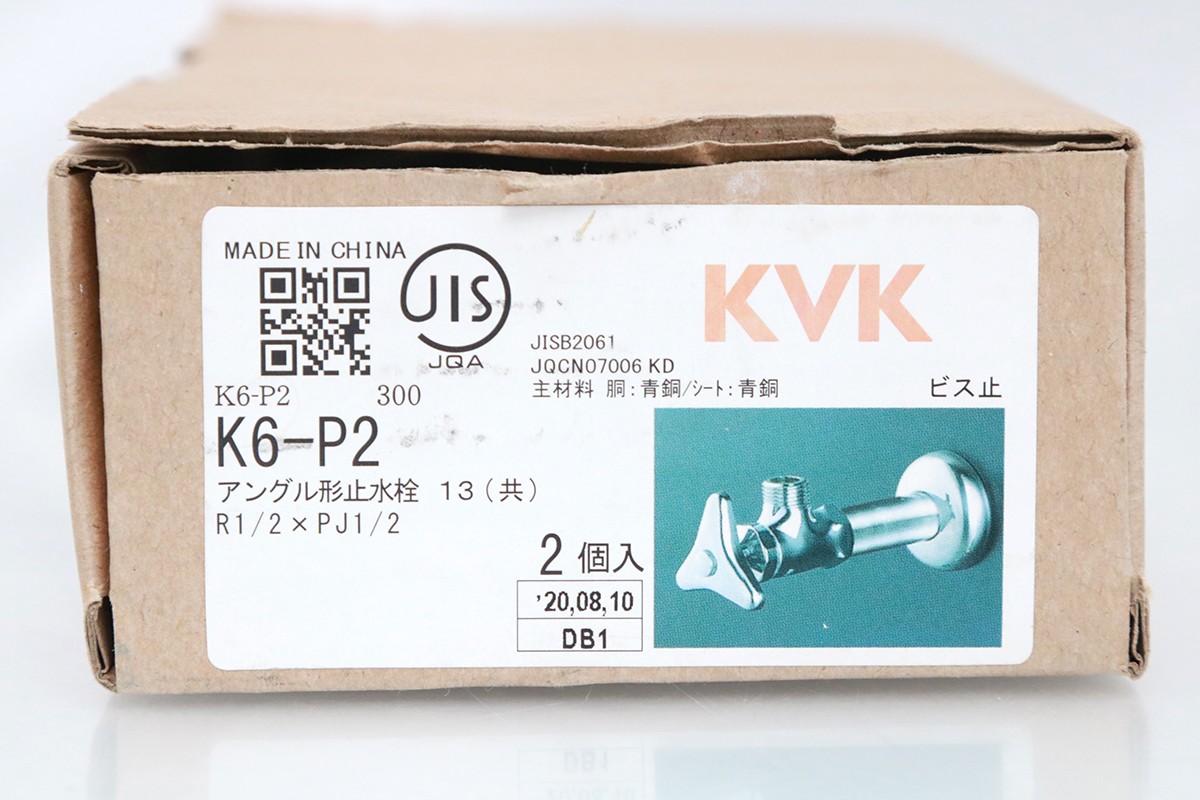 MADE IN CHINA
JIS
JQA
KVK
JISB2061
JQCN07006 KD
主材料 胴:青銅/シート:青銅
ビス止
K6-P2 300
K6-P2
アングル形止水栓 13(共)
R1/2×PJ1/2
2個入
'20,08,10
DB1